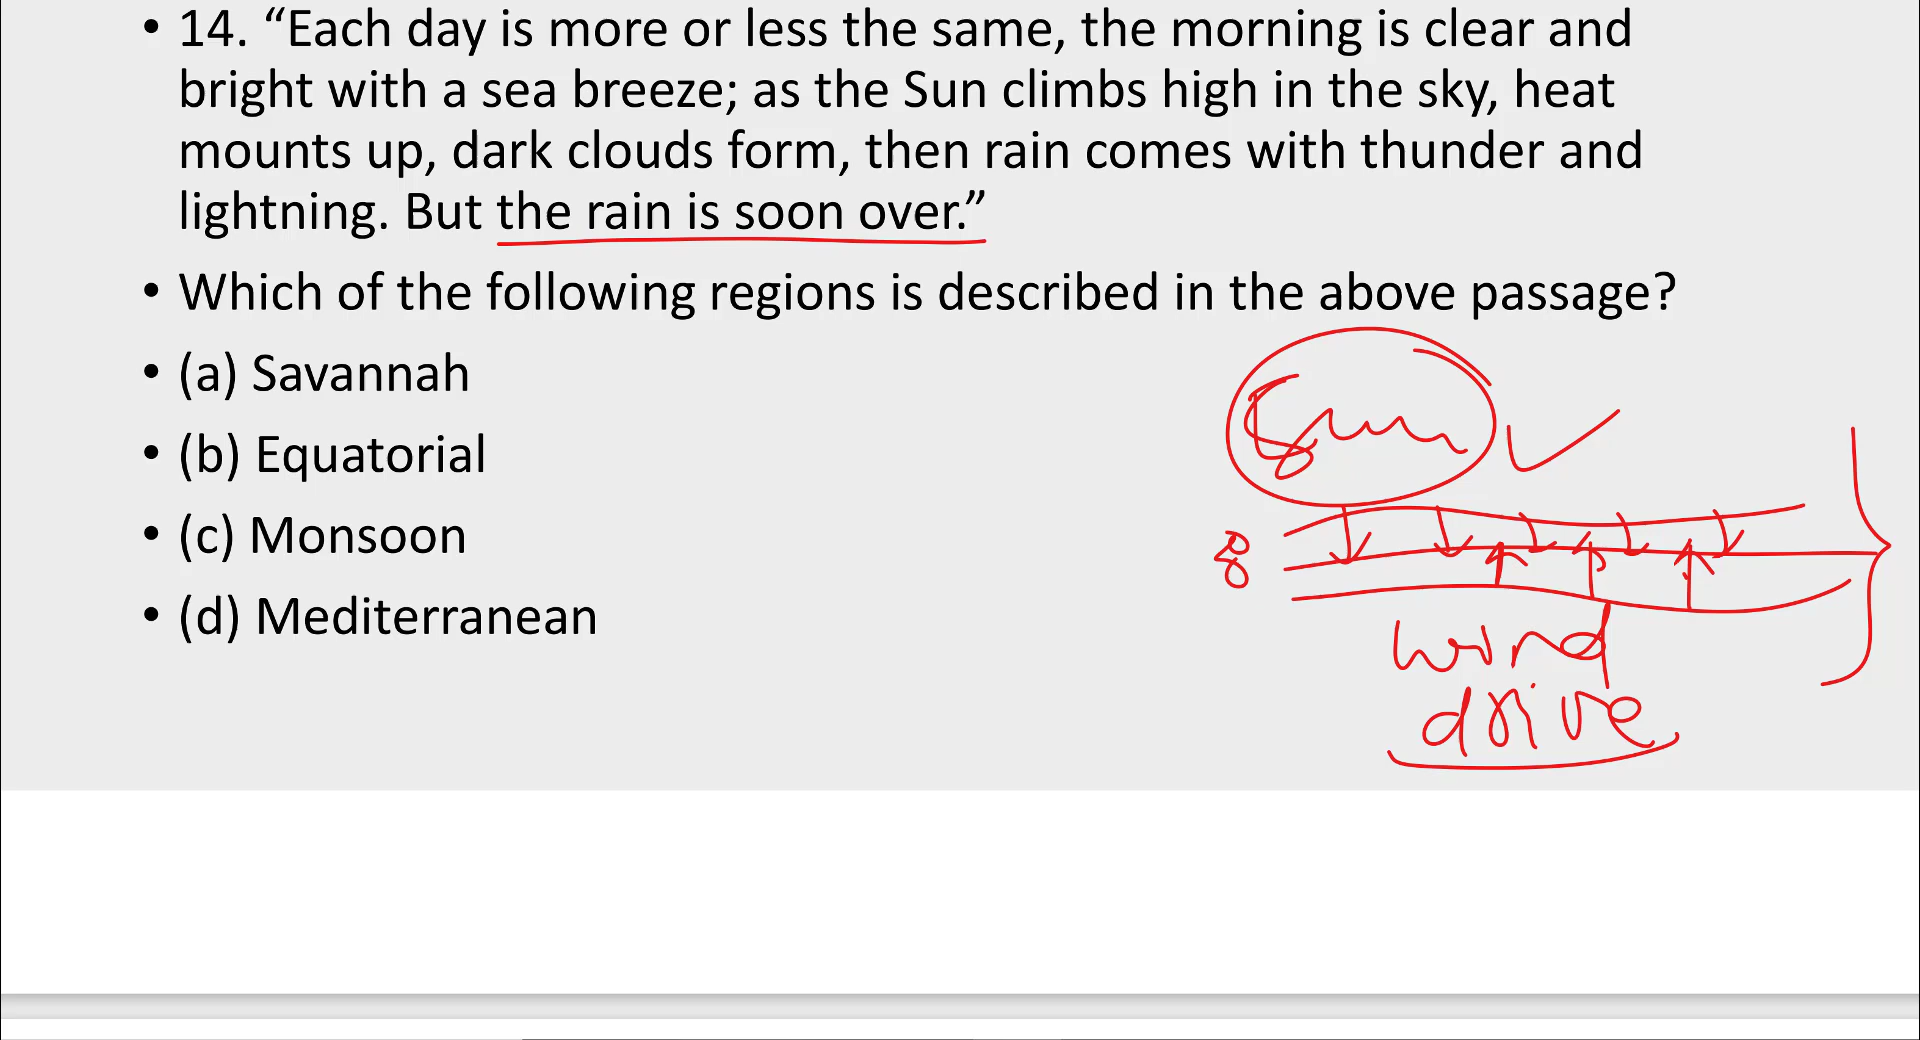 • 14. “Each day is more or less the same, the morning is clear and
bright with a sea breeze; as the Sun climbs high in the sky, heat
mounts up, dark clouds form, then rain comes with thunder and
lightning. But the rain is soon over.”
• Which of the following regions is described in the above passage?
• (a) Savannah
• (b) Equatorial
• (c) Monsoon
• (d) Mediterranean
wind
drive